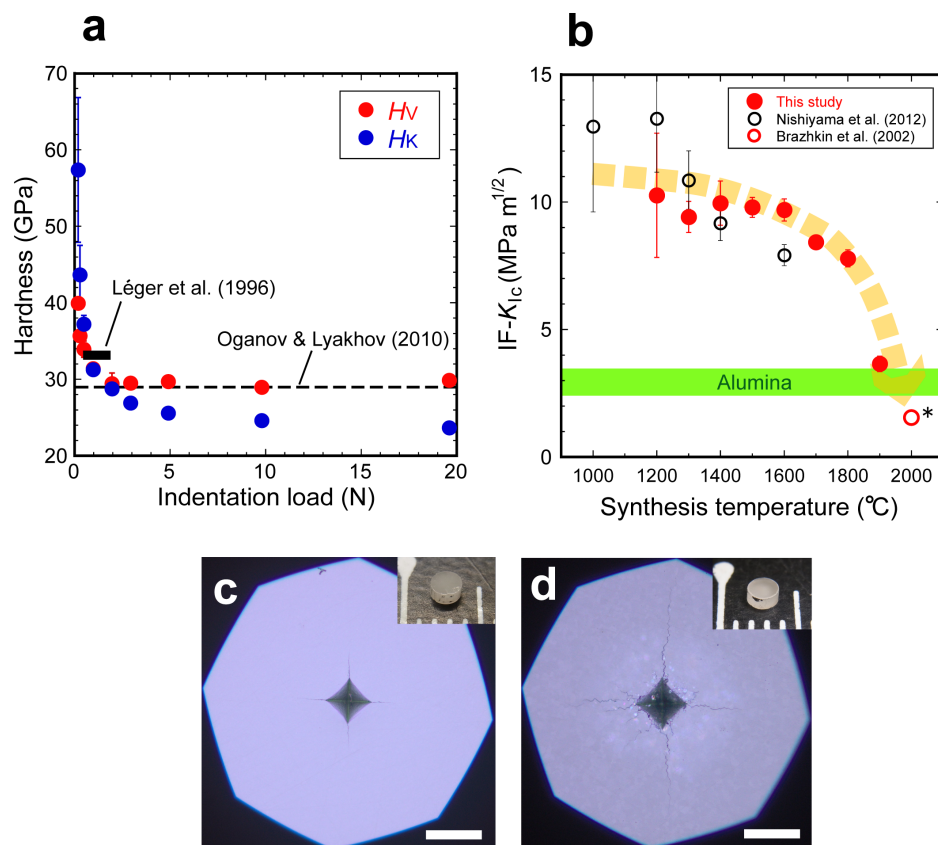 a
70
60
50
40
30
20
Hardness (GPa)
HV
HK
Léger et al. (1996)
Oganov & Lyakhov (2010)
0
5
10
15
20
Indentation load (N)
b
15
10
5
0
IF-KIc (MPa m1/2)
This study
Nishiyama et al. (2012)
Brazhkin et al. (2002)
Alumina
*
1000
1200
1400
1600
1800
2000
Synthesis temperature (°C)
c
d